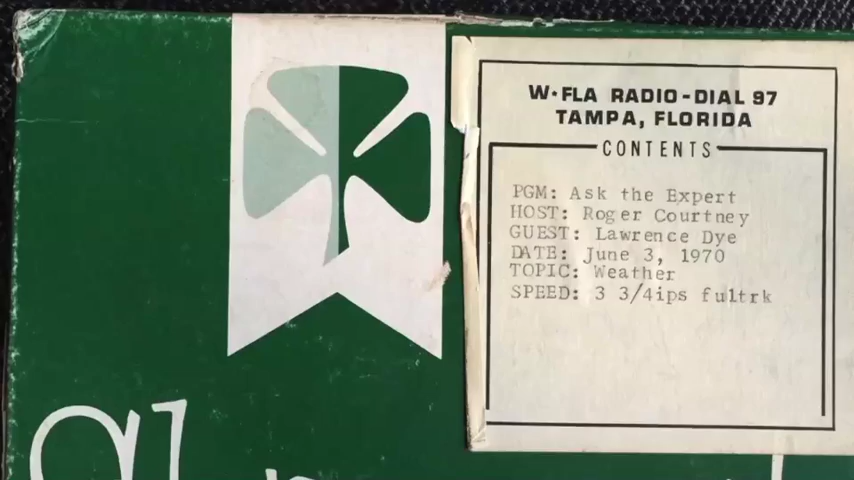 W•FLA RADIO-DIAL 97
TAMPA, FLORIDA
CONTENTS
PGM: Ask the Expert
HOST: Roger Courtney
GUEST: Lawrence Dye
DATE: June 3, 1970
TOPIC: Weather
SPEED: 3 3/4ips fultrk